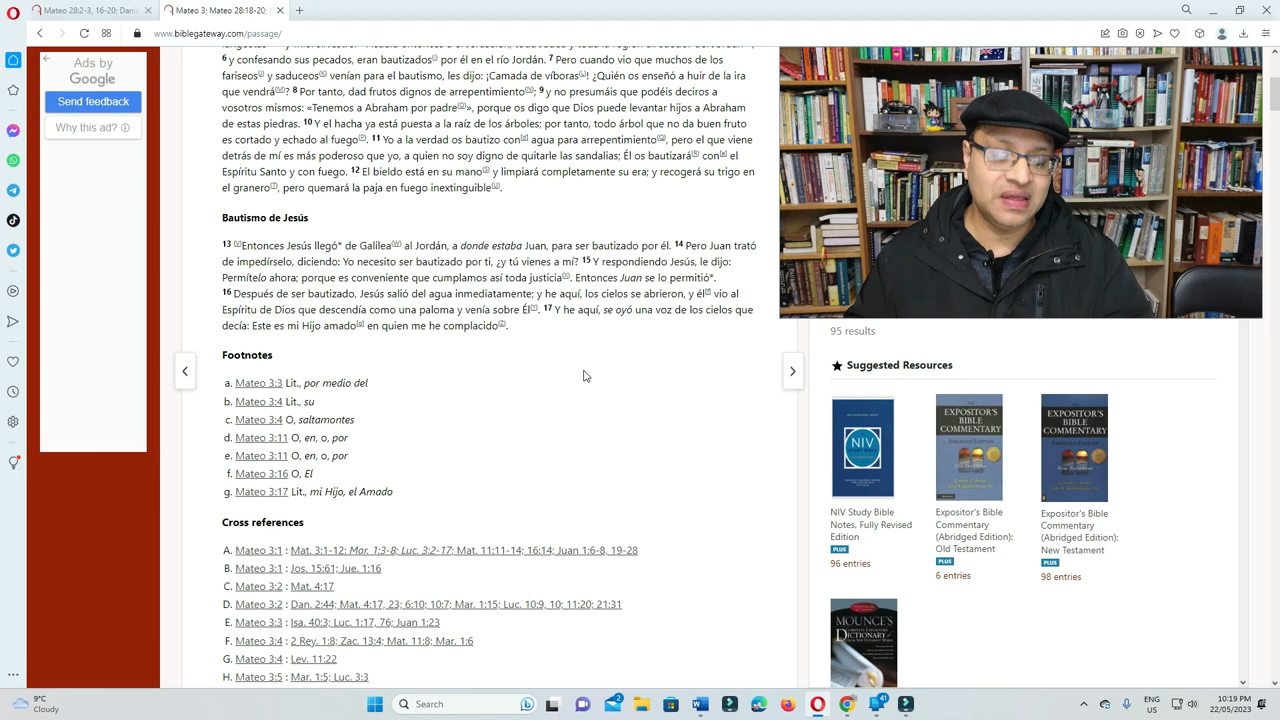 Mateo 28:2-3, 16-20; Danie
Mateo 3; Mateo 28:18-20;
www.biblegateway.com/passage/
Ads by
Google
Send feedback
Why this ad?
6 y confesando sus pecados, eran bautizados[I] por él en el río Jordán. 7 Pero cuando vio que muchos de los
fariseos[J] y saduceos[K] venían para el bautismo, les dijo: ¡Camada de víboras[L]! ¿Quién os enseñó a huir de la ira
que vendrá[M]? 8 Por tanto, dad frutos dignos de arrepentimiento[N]; 9 y no presumáis que podéis deciros a
vosotros mismos: «Tenemos a Abraham por padre[O]», porque os digo que Dios puede levantar hijos a Abraham
de estas piedras. 10 Y el hacha ya está puesta a la raíz de los árboles; por tanto, todo árbol que no da buen fruto
es cortado y echado al fuego[P]. 11 Yo a la verdad os bautizo con[d] agua para arrepentimiento[Q], pero el que viene
detrás de mí es más poderoso que yo, a quien no soy digno de quitarle las sandalias; Él os bautizará[R] con[e] el
Espíritu Santo y con fuego. 12 El bieldo está en su mano[S] y limpiará completamente su era; y recogerá su trigo en
el granero[T], pero quemará la paja en fuego inextinguible[U].
Bautismo de Jesús
13 [V]Entonces Jesús llegó* de Galilea[W] al Jordán, a donde estaba Juan, para ser bautizado por él. 14 Pero Juan trató
de impedírselo, diciendo: Yo necesito ser bautizado por ti, ¿y tú vienes a mí? 15 Y respondiendo Jesús, le dijo:
Permítelo ahora; porque es conveniente que cumplamos así toda justicia[X]. Entonces Juan se lo permitió*.
16 Después de ser bautizado, Jesús salió del agua inmediatamente; y he aquí, los cielos se abrieron, y él[f] vio al
Espíritu de Dios que descendía como una paloma y venía sobre Él[Y]. 17 Y he aquí, se oyó una voz de los cielos que
decía: Este es mi Hijo amado[g] en quien me he complacido[Z].
Footnotes
a. Mateo 3:3 Lit., por medio del
b. Mateo 3:4 Lit., su
c. Mateo 3:4 O, saltamontes
d. Mateo 3:11 O, en, o, por
e. Mateo 3:11 O, en, o, por
f. Mateo 3:16 O, El
g. Mateo 3:17 Lit., mi Hijo, el Amado
Cross references
A. Mateo 3:1 : Mat. 3:1-12: Mar. 1:3-8; Luc. 3:2-17; Mat. 11:11-14; 16:14; Juan 1:6-8, 19-28
B. Mateo 3:1 : Jos. 15:61; Jue. 1:16
C. Mateo 3:2 : Mat. 4:17
D. Mateo 3:2 : Dan. 2:44; Mat. 4:17, 23; 6:10; 10:7; Mar. 1:15; Luc. 10:9, 10; 11:20; 21:31
E. Mateo 3:3 : Isa. 40:3; Luc. 1:17, 76; Juan 1:23
F. Mateo 3:4 : 2 Rey. 1:8; Zac. 13:4; Mat. 11:8; Mar. 1:6
G. Mateo 3:4 : Lev. 11:22
H. Mateo 3:5 : Mar. 1:5; Luc. 3:3
95 results
★ Suggested Resources
NIV
EXPOSITOR'S
BIBLE
COMMENTARY
EXPOSITOR'S
BIBLE
COMMENTARY
NIV Study Bible
Notes, Fully Revised
Edition
PLUS
96 entries
Expositor's Bible
Commentary
(Abridged Edition):
Old Testament
PLUS
6 entries
Expositor's Bible
Commentary
(Abridged Edition):
New Testament
PLUS
98 entries
MOUNCE'S
DICTIONARY
9°C
Cloudy
Search
2
41
ENG
US
10:19 PM
22/05/2023